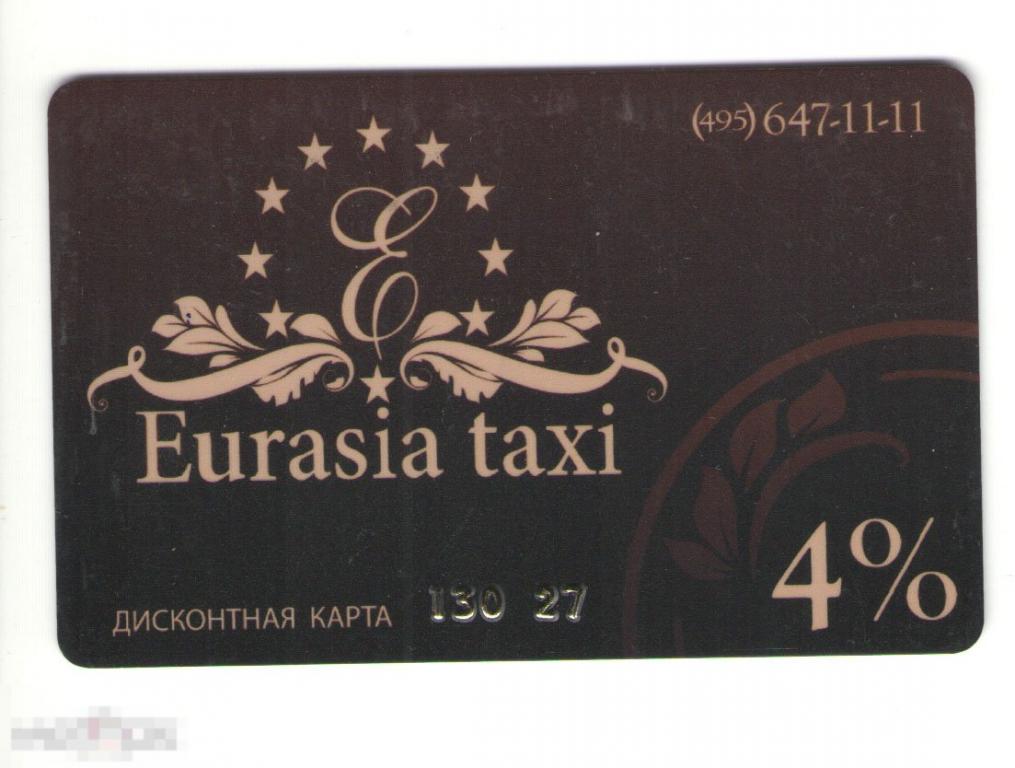 (495) 647-11-11
E
Eurasia taxi
4%
ДИСКОНТНАЯ КАРТА 130 27